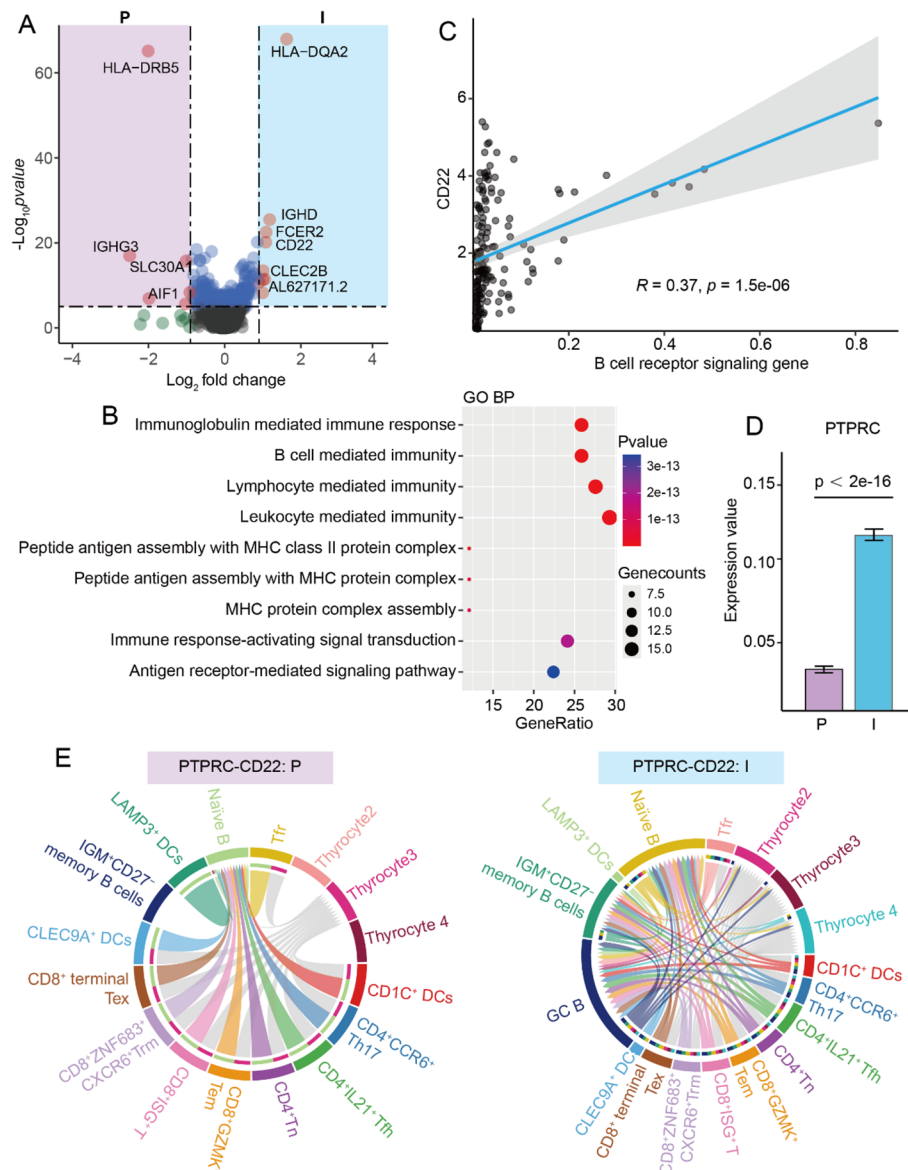 A
P
I
HLA-DQA2
HLA-DRB5
IGHD
FCER2
CD22
IGHG3
SLC30A1
CLEC2B
AL627171.2
AIF1
60
40
20
0
-Log10pvalue
−4
−2
0
2
4
Log2 fold change
C
6
4
2
CD22
R = 0.37, p = 1.5e-06
0.2
0.4
0.6
0.8
B cell receptor signaling gene
B
GO BP
Immunoglobulin mediated immune response
B cell mediated immunity
Lymphocyte mediated immunity
Leukocyte mediated immunity
Peptide antigen assembly with MHC class II protein complex
Peptide antigen assembly with MHC protein complex
MHC protein complex assembly
Immune response-activating signal transduction
Antigen receptor-mediated signaling pathway
15
20
25
30
GeneRatio
Pvalue
3e-13
2e-13
1e-13
Genecounts
7.5
10.0
12.5
15.0
D
PTPRC
p < 2e-16
0.15
0.10
0.05
Expression value
P
I
E
PTPRC-CD22: P
Naïve B
Tfr
Thyrocyte2
Thyrocyte3
Thyrocyte 4
CD1C+ DCs
CD4+CCR6+
Th17
CD4+IL21+Tfh
CD4+Tn
CD8+GZMK
Tem
CD8+ISG+T
CD8+ZNF683+
CXCR6+Trm
CD8+ terminal
Tex
CLEC9A+ DCs
IGM+CD27−
memory B cells
LAMP3+ DCs
PTPRC-CD22: I
Naïve B
Tfr
Thyrocyte2
Thyrocyte3
Thyrocyte 4
CD1C+ DCs
CD4+CCR6+
Th17
CD4+IL21+ Tfh
CD4+Tn
CD8+GZMK+
Tem
CD8+ISG+ T
CD8+ZNF683+
CXCR6+Trm
CD8+ terminal
Tex
CLEC9A+ DC
GC B
IGM+CD27−
memory B cells
LAMP3+ DCs